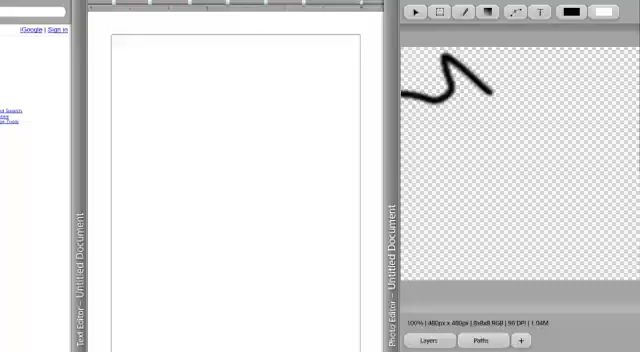 iGoogle | Sign in
Text Editor – Untitled Document
T
Photo Editor – Untitled Document
100% | 480px x 480px | 8x8x8 RGB | 96 DPI | 1.04M
Layers
Paths
+